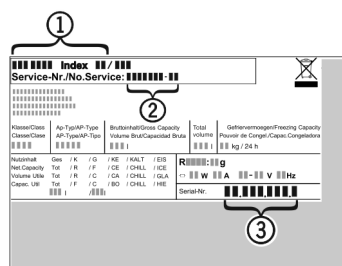 1
Index /
Service-Nr./No.Service: -
2
Klasse/Class
Classe/Clase
Ap-Typ/AP-Type
AP-Type/AP-Tipo
Bruttoinhalt/Gross Capacity
Volume Brut/Capacidad Bruta
l
Total
volume
l
Gefriervermoegen/Freezing Capacity
Pouvoir de Congel./Capac.Congeladora
kg / 24 h
Nutzinhalt Ges / K / G / KE / KALT / EIS
Net.Capacity Tot / R / F / CE / CHILL / ICE
Volume Utile Tot / R / C / CA / CHILL / GLA
Capac. Util Tot / F / C / BO / CHILL / HIE
l / l
R : g
W A - V Hz
Serial-Nr. . . .
3